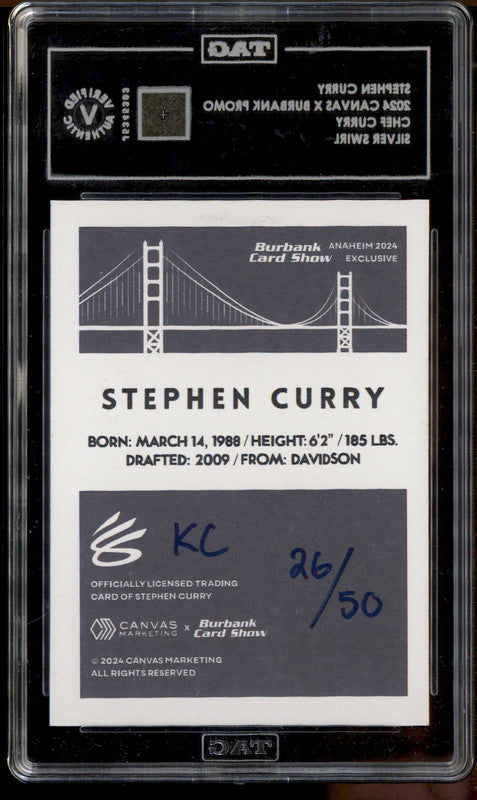 TAG
STEPHEN CURRY
2024 CANVAS X BURBANK PROMO
CHEF CURRY
SILVER SWIRL
VERIFIED
V
AUTHENTIC
Burbank
Card Show
ANAHEIM 2024
EXCLUSIVE
STEPHEN CURRY
BORN: MARCH 14, 1988 / HEIGHT: 6'2" / 185 LBS.
DRAFTED: 2009 / FROM: DAVIDSON
KC
26/50
OFFICIALLY LICENSED TRADING
CARD OF STEPHEN CURRY
CANVAS MARKETING x Burbank Card Show
© 2024 CANVAS MARKETING
ALL RIGHTS RESERVED
TAG